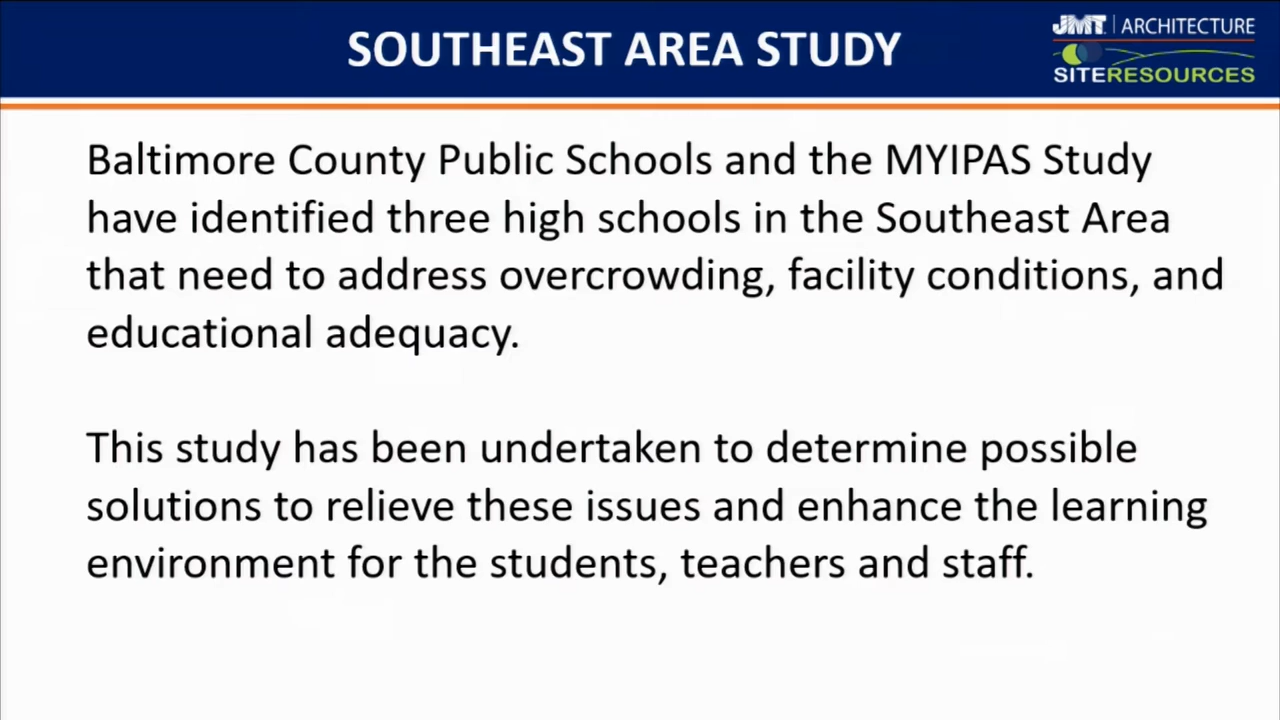 SOUTHEAST AREA STUDY
JMT | ARCHITECTURE
SITERESOURCES
Baltimore County Public Schools and the MYIPAS Study
have identified three high schools in the Southeast Area
that need to address overcrowding, facility conditions, and
educational adequacy.
This study has been undertaken to determine possible
solutions to relieve these issues and enhance the learning
environment for the students, teachers and staff.